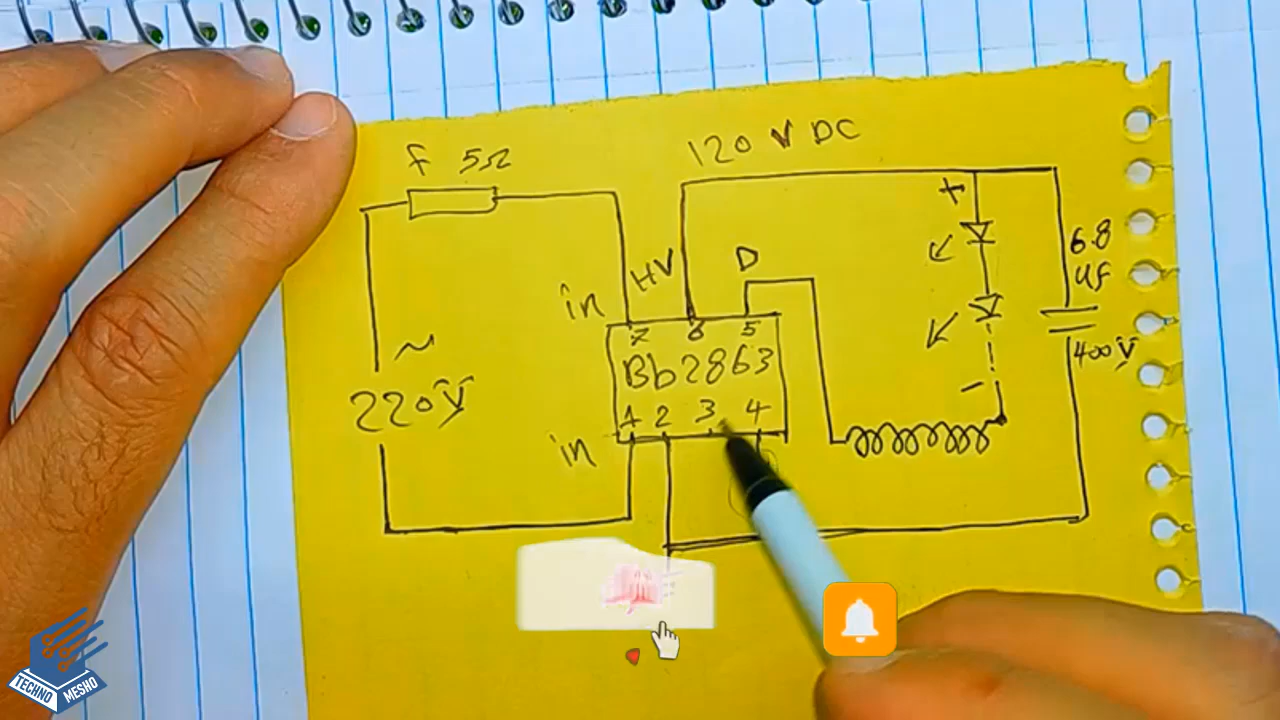 f 5Ω
120 V DC
+
D
HV
in
6.8
uf
7 8 5
~
Bb2863
400V
220V
1 2 3 4
-
in
TECHNO
MESHO